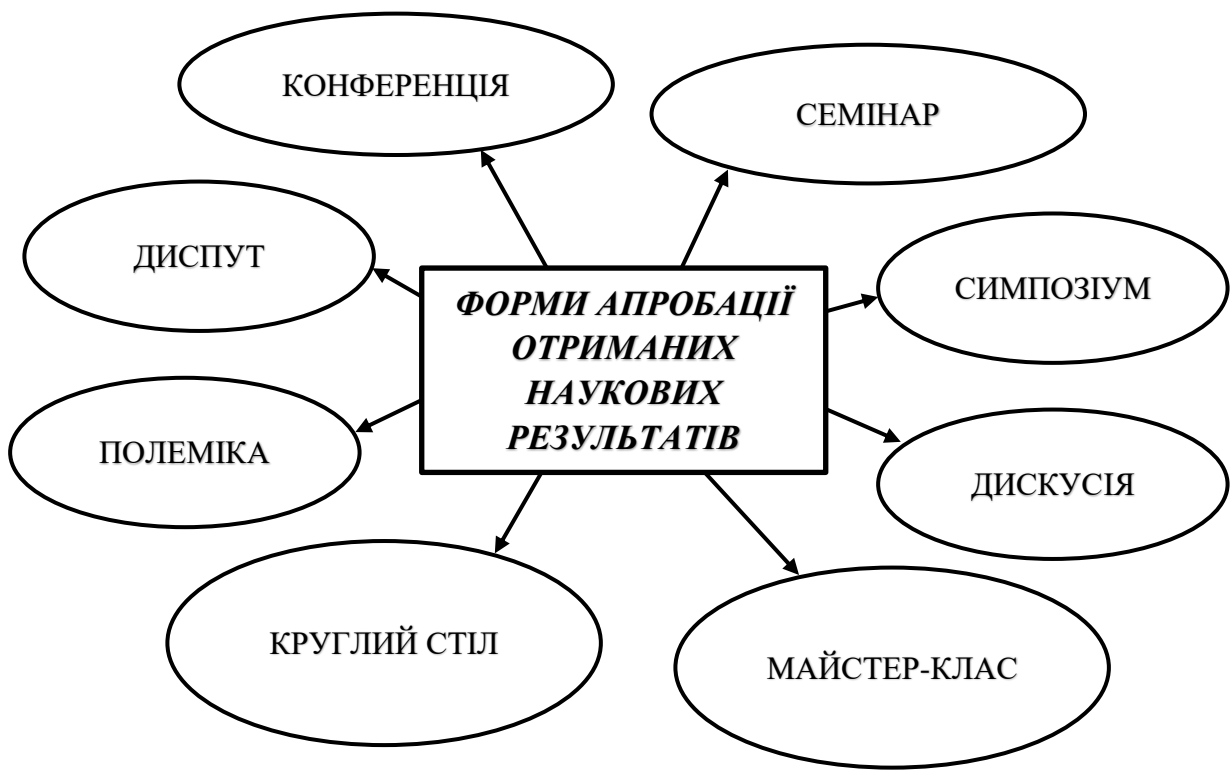 КОНФЕРЕНЦІЯ
СЕМІНАР
ДИСПУТ
СИМПОЗІУМ
ФОРМИ АПРОБАЦІЇ
ОТРИМАНИХ
НАУКОВИХ
РЕЗУЛЬТАТІВ
ПОЛЕМІКА
ДИСКУСІЯ
КРУГЛИЙ СТІЛ
МАЙСТЕР-КЛАС